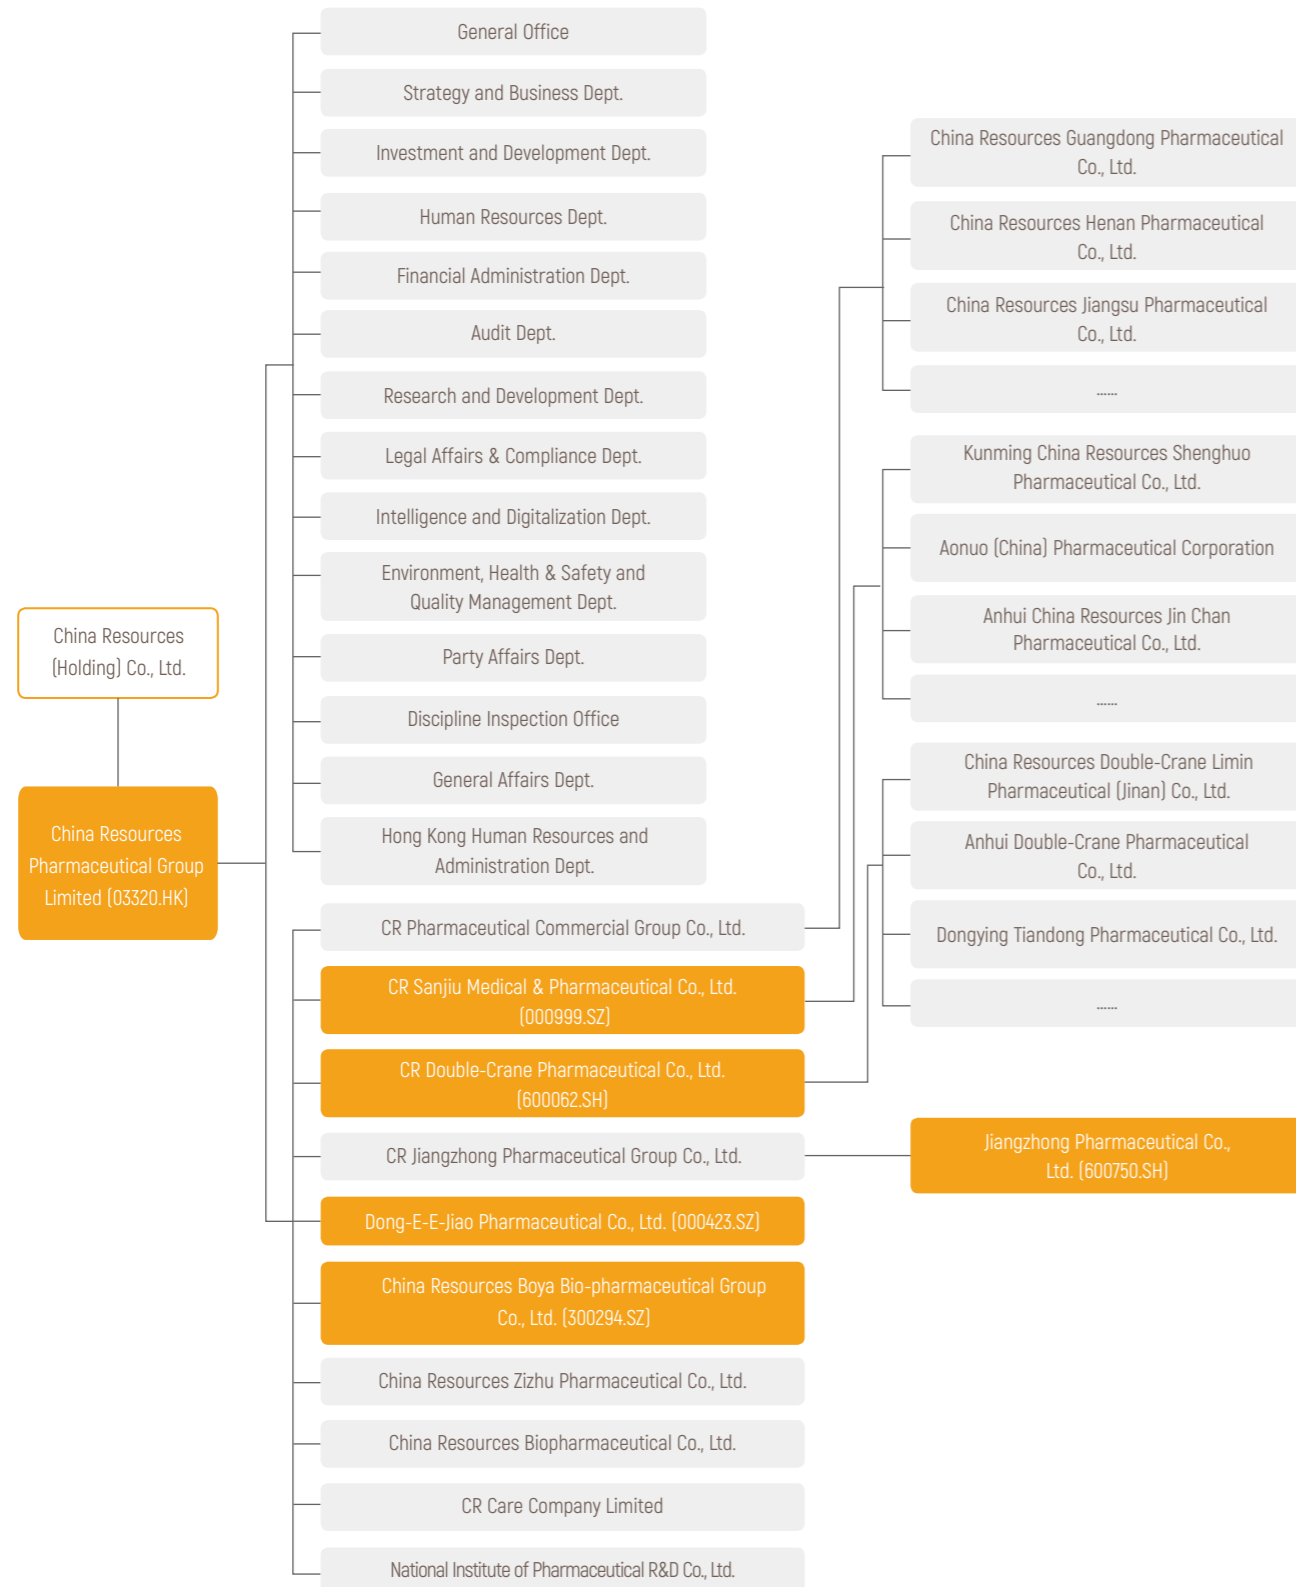 China Resources
(Holding) Co., Ltd.
China Resources
Pharmaceutical Group
Limited (03320.HK)
General Office
Strategy and Business Dept.
Investment and Development Dept.
Human Resources Dept.
Financial Administration Dept.
Audit Dept.
Research and Development Dept.
Legal Affairs & Compliance Dept.
Intelligence and Digitalization Dept.
Environment, Health & Safety and
Quality Management Dept.
Party Affairs Dept.
Discipline Inspection Office
General Affairs Dept.
Hong Kong Human Resources and
Administration Dept.
CR Pharmaceutical Commercial Group Co., Ltd.
CR Sanjiu Medical & Pharmaceutical Co., Ltd.
(000999.SZ)
CR Double-Crane Pharmaceutical Co., Ltd.
(600062.SH)
CR Jiangzhong Pharmaceutical Group Co., Ltd.
Dong-E-E-Jiao Pharmaceutical Co., Ltd. (000423.SZ)
China Resources Boya Bio-pharmaceutical Group
Co., Ltd. (300294.SZ)
China Resources Zizhu Pharmaceutical Co., Ltd.
China Resources Biopharmaceutical Co., Ltd.
CR Care Company Limited
National Institute of Pharmaceutical R&D Co., Ltd.
China Resources Guangdong Pharmaceutical
Co., Ltd.
China Resources Henan Pharmaceutical
Co., Ltd.
China Resources Jiangsu Pharmaceutical
Co., Ltd.
......
Kunming China Resources Shenghuo
Pharmaceutical Co., Ltd.
Aonuo (China) Pharmaceutical Corporation
Anhui China Resources Jin Chan
Pharmaceutical Co., Ltd.
......
China Resources Double-Crane Limin
Pharmaceutical (Jinan) Co., Ltd.
Anhui Double-Crane Pharmaceutical
Co., Ltd.
Dongying Tiandong Pharmaceutical Co., Ltd.
......
Jiangzhong Pharmaceutical Co.,
Ltd. (600750.SH)